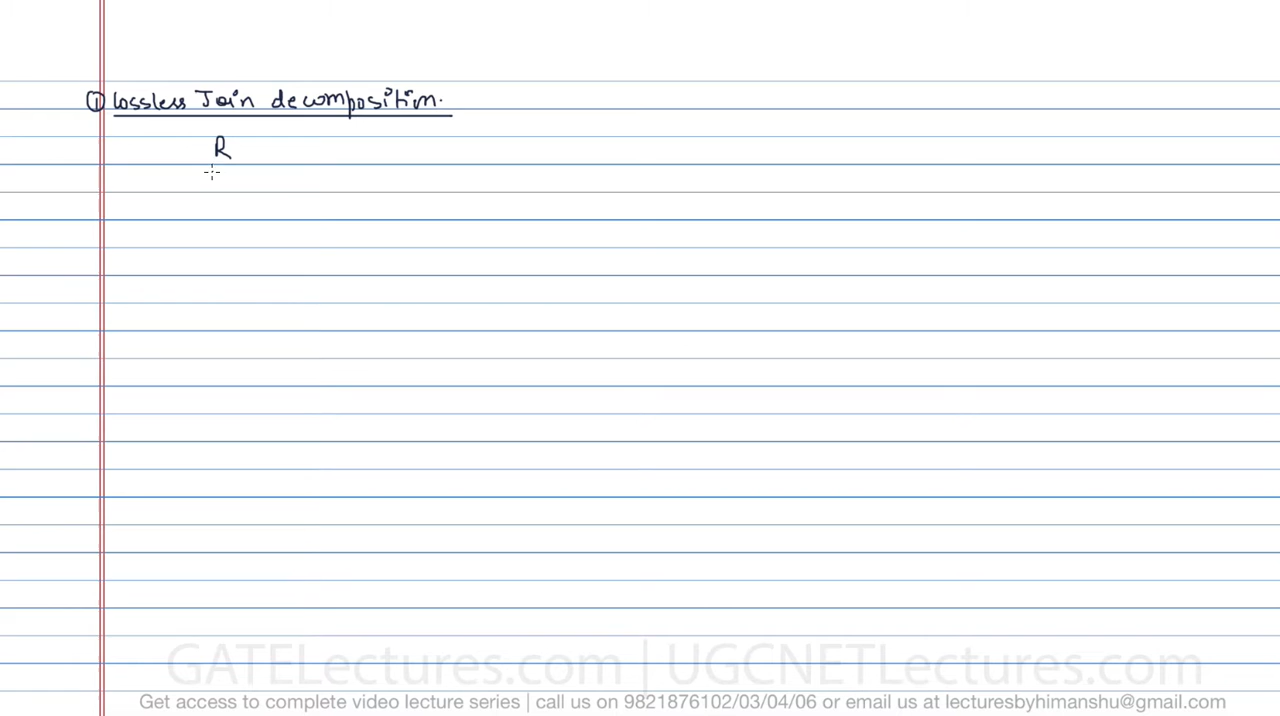 ① Lossless Join decomposition.
R
GATELectures.com | UGCNETLectures.com
Get access to complete video lecture series | call us on 9821876102/03/04/06 or email us at lecturesbyhimanshu@gmail.com